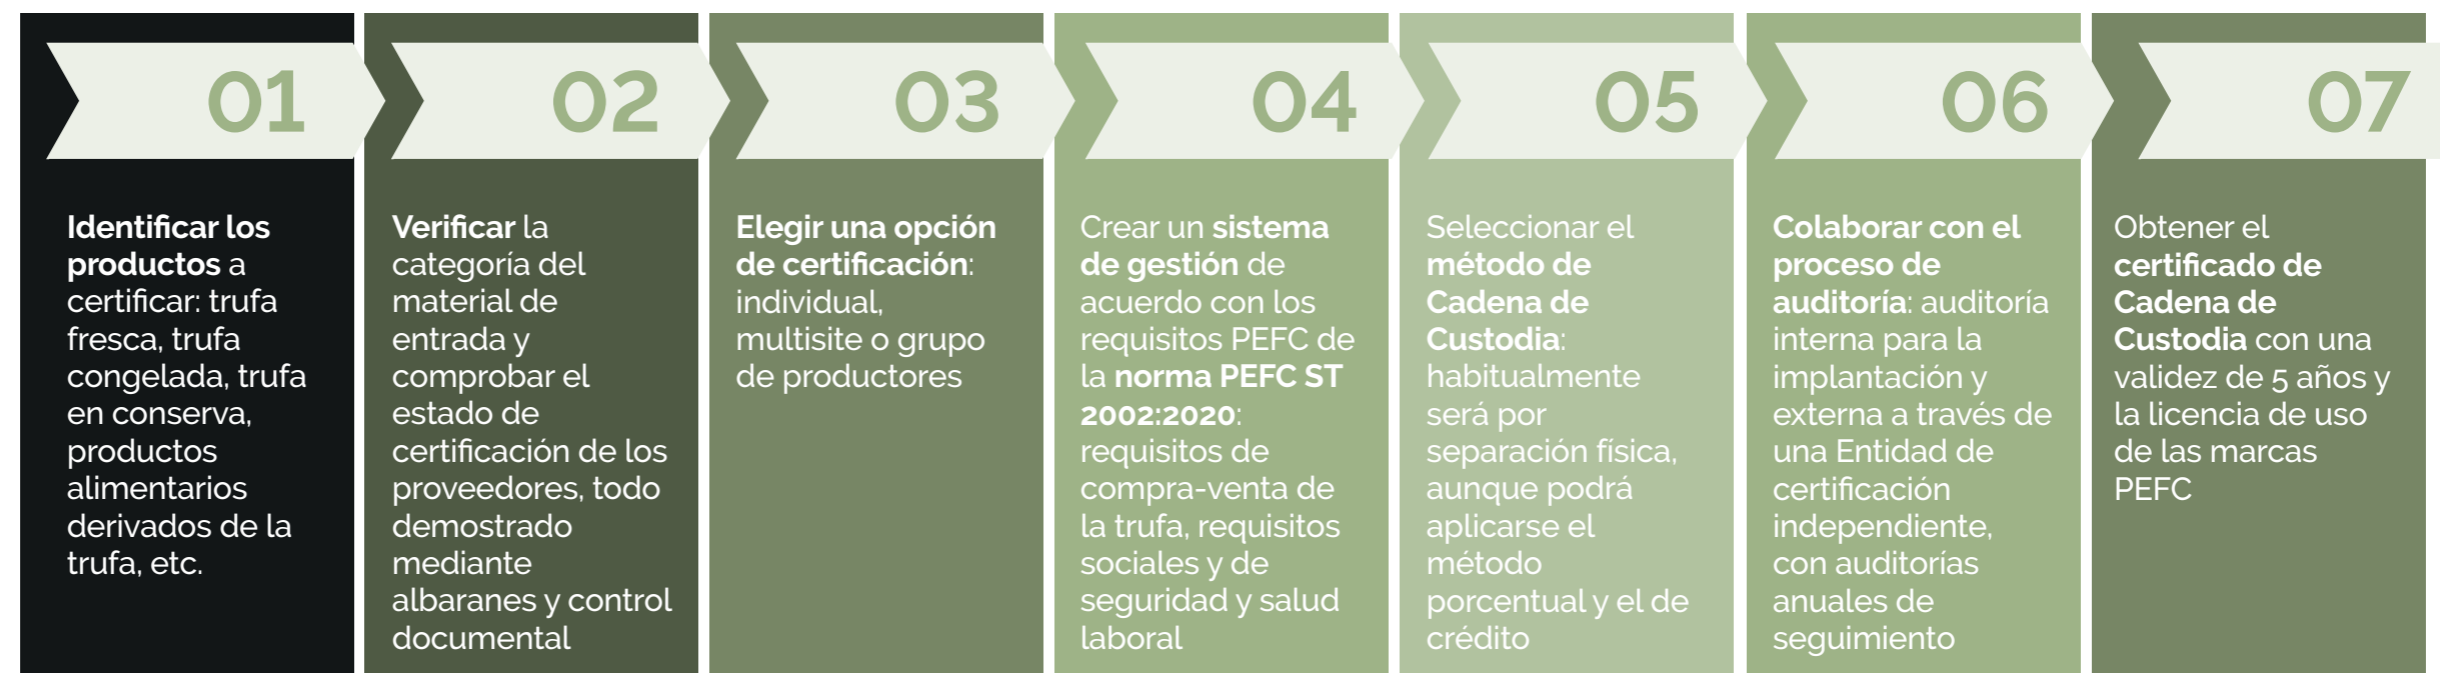 01
Identificar los
productos a
certificar: trufa
fresca, trufa
congelada, trufa
en conserva,
productos
alimentarios
derivados de la
trufa, etc.
02
Verificar la
categoría del
material de
entrada y
comprobar el
estado de
certificación de los
proveedores, todo
demostrado
mediante
albaranes y control
documental
03
Elegir una opción
de certificación:
individual,
multisite o grupo
de productores
04
Crear un sistema
de gestión de
acuerdo con los
requisitos PEFC de
la norma PEFC ST
2002:2020:
requisitos de
compra-venta de
la trufa, requisitos
sociales y de
seguridad y salud
laboral
05
Seleccionar el
método de
Cadena de
Custodia:
habitualmente
será por
separación física,
aunque podrá
aplicarse el
método
porcentual y el de
crédito
06
Colaborar con el
proceso de
auditoría: auditoría
interna para la
implantación y
externa a través de
una Entidad de
certificación
independiente,
con auditorías
anuales de
seguimiento
07
Obtener el
certificado de
Cadena de
Custodia con una
validez de 5 años y
la licencia de uso
de las marcas
PEFC